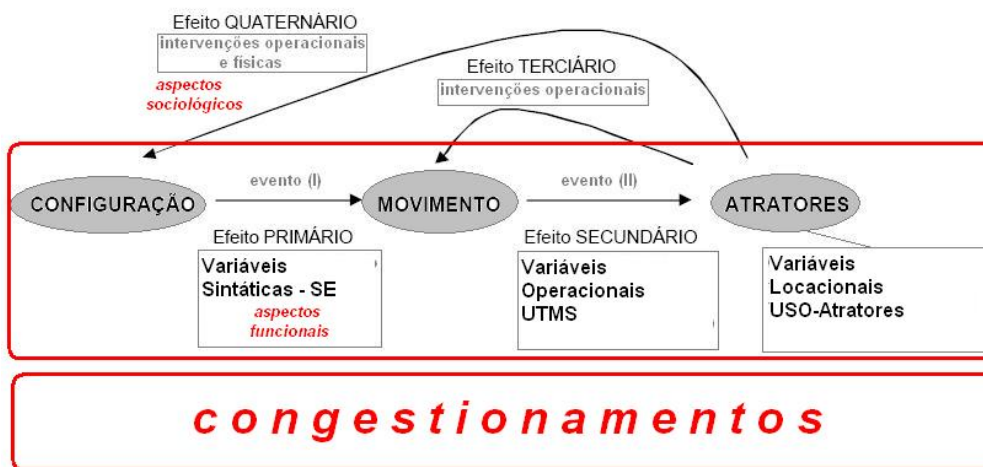 Efeito QUATERNÁRIO
intervenções operacionais
e físicas
aspectos
sociológicos
Efeito TERCIÁRIO
intervenções operacionais
CONFIGURAÇÃO
evento (I)
MOVIMENTO
evento (II)
ATRATORES
Efeito PRIMÁRIO
Variáveis
Sintáticas - SE
aspectos
funcionais
Efeito SECUNDÁRIO
Variáveis
Operacionais
UTMS
Variáveis
Locacionais
USO-Atratores
congestionamentos